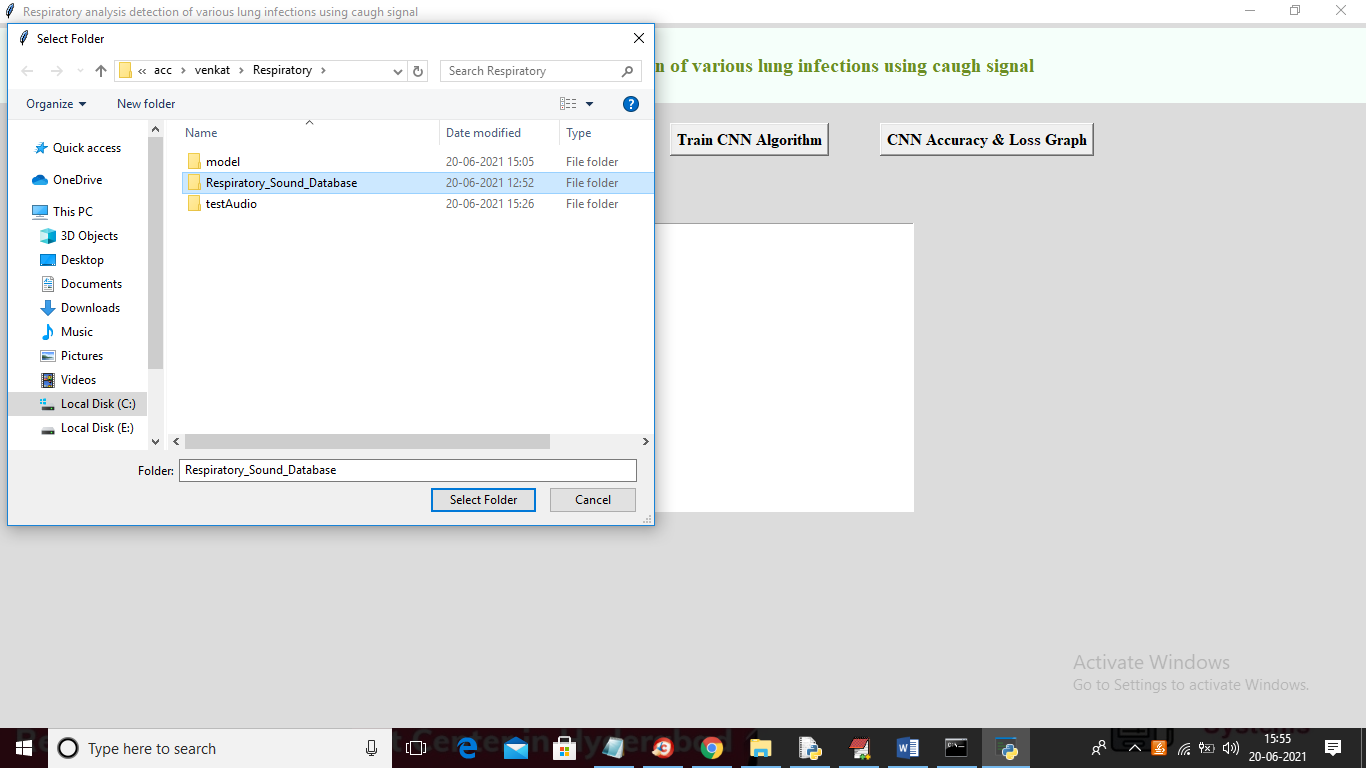 Respiratory analysis detection of various lung infections using caugh signal
Select Folder
« acc > venkat > Respiratory >
Search Respiratory
n of various lung infections using caugh signal
Organize
New folder
?
Train CNN Algorithm
CNN Accuracy & Loss Graph
Name
Date modified
Type
Quick access
OneDrive
This PC
3D Objects
Desktop
Documents
Downloads
Music
Pictures
Videos
Local Disk (C:)
Local Disk (E:)
model 20-06-2021 15:05 File folder
Respiratory_Sound_Database 20-06-2021 12:52 File folder
testAudio 20-06-2021 15:26 File folder
Folder: Respiratory_Sound_Database
Select Folder
Cancel
Activate Windows
Go to Settings to activate Windows.
Type here to search
15:55
20-06-2021